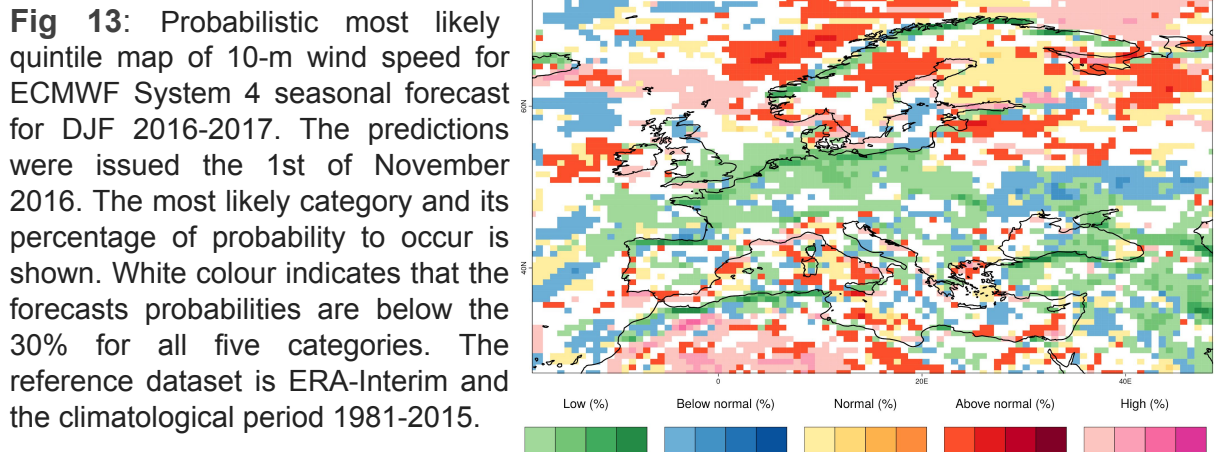 Fig 13: Probabilistic most likely
quintile map of 10-m wind speed for
ECMWF System 4 seasonal forecast
for DJF 2016-2017. The predictions
were issued the 1st of November
2016. The most likely category and its
percentage of probability to occur is
shown. White colour indicates that the
forecasts probabilities are below the
30% for all five categories. The
reference dataset is ERA-Interim and
the climatological period 1981-2015.
60N
40N
0 20E 40E
Low (%) Below normal (%) Normal (%) Above normal (%) High (%)